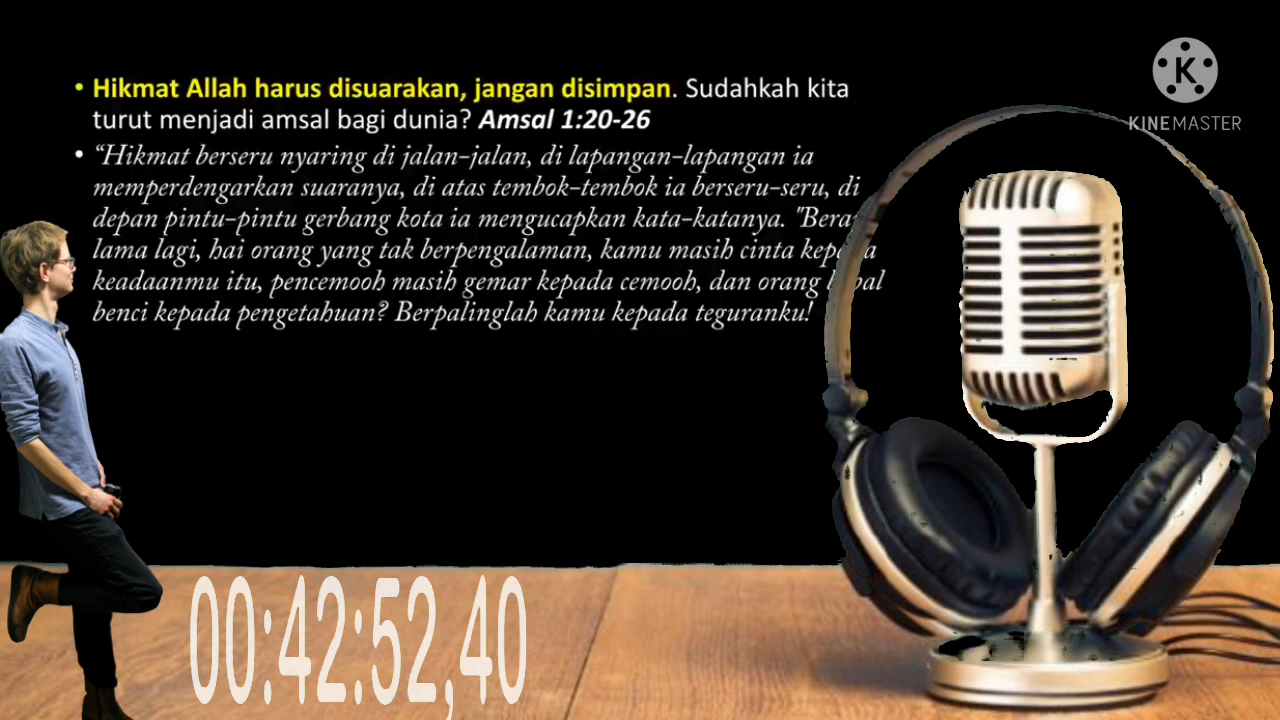 • Hikmat Allah harus disuarakan, jangan disimpan. Sudahkah kita
turut menjadi amsal bagi dunia? Amsal 1:20-26
• “Hikmat berseru nyaring di jalan-jalan, di lapangan-lapangan ia
memperdengarkan suaranya, di atas tembok-tembok ia berseru-seru, di
depan pintu-pintu gerbang kota ia mengucapkan kata-katanya.
lama lagi, hai orang yang tak berpengalaman, kamu masih cinta
keadaanmu itu, pencemooh masih gemar kepada cemooh, dan orang
benci kepada pengetahuan? Berpalinglah kamu kepada teguranku!
K
KINEMASTER
00:42:52,40